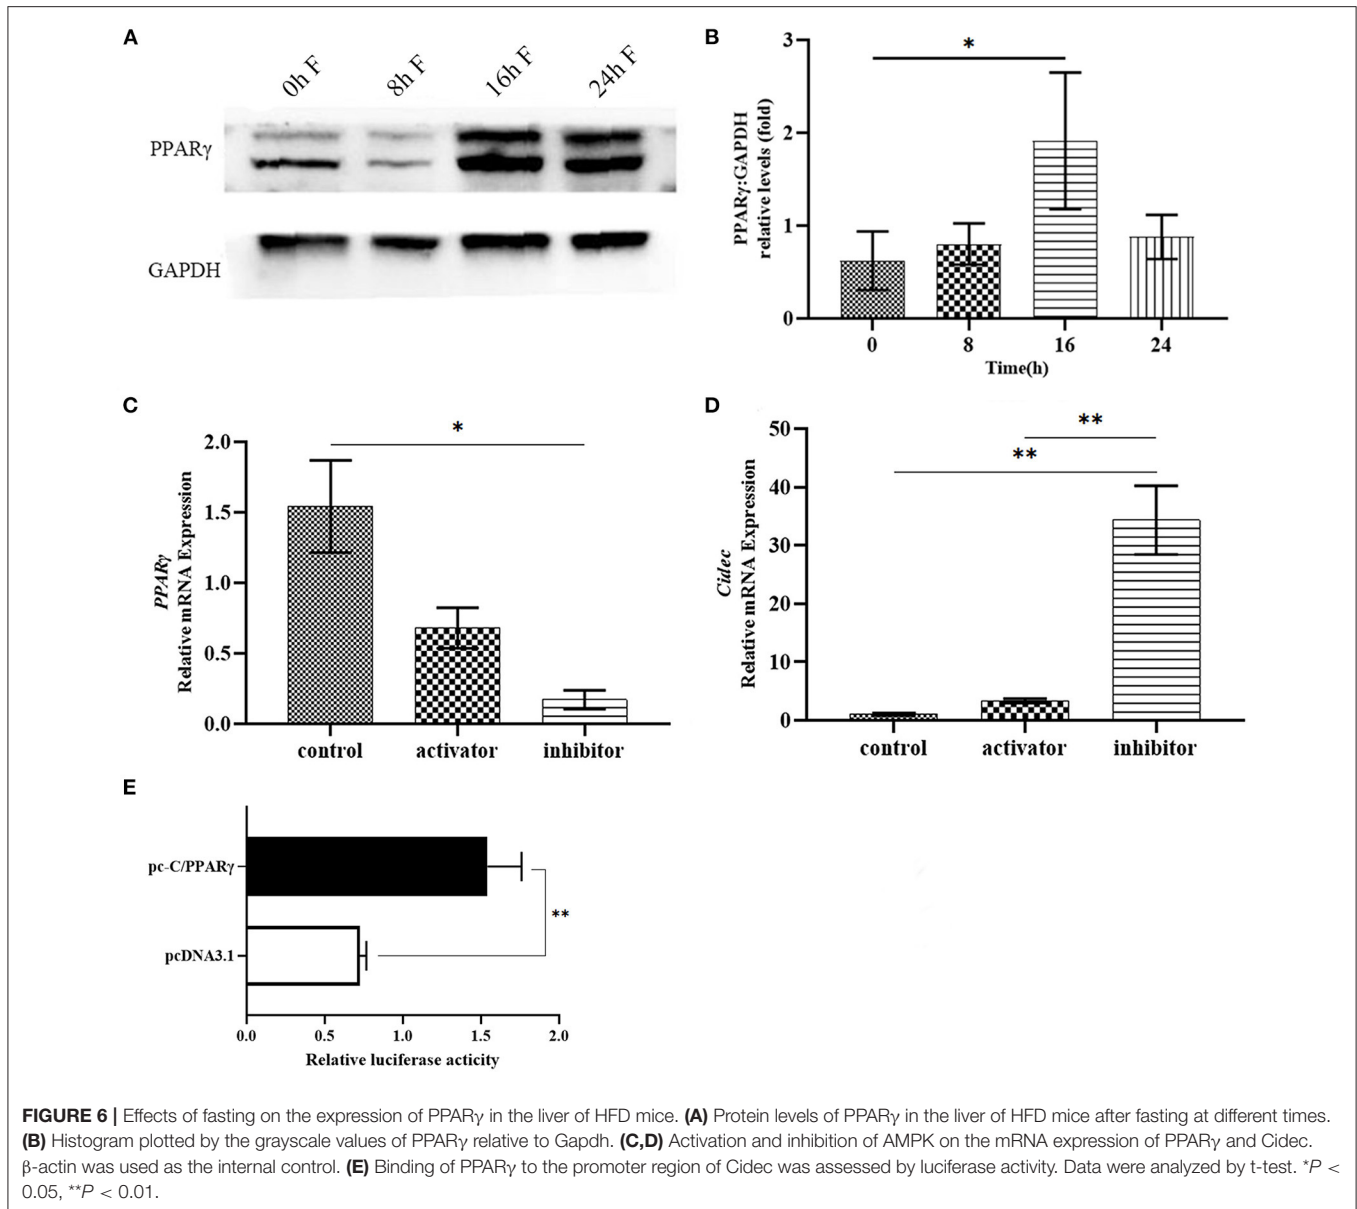 A
0h F
8h F
16h F
24h F
PPARγ
GAPDH
B
PPARγ:GAPDH
relative levels (fold)
3
2
1
0
*
0
8
16
24
Time(h)
C
PPARγ
Relative mRNA Expression
2.0
1.5
1.0
0.5
0.0
*
control
activator
inhibitor
D
Cidec
Relative mRNA Expression
50
40
30
20
10
0
**
**
control
activator
inhibitor
E
pc-C/PPARγ
pcDNA3.1
**
0.0
0.5
1.0
1.5
2.0
Relative luciferase acticity
FIGURE 6 | Effects of fasting on the expression of PPARγ in the liver of HFD mice. (A) Protein levels of PPARγ in the liver of HFD mice after fasting at different times.
(B) Histogram plotted by the grayscale values of PPARγ relative to Gapdh. (C,D) Activation and inhibition of AMPK on the mRNA expression of PPARγ and Cidec.
β-actin was used as the internal control. (E) Binding of PPARγ to the promoter region of Cidec was assessed by luciferase activity. Data were analyzed by t-test. *P <
0.05, **P < 0.01.